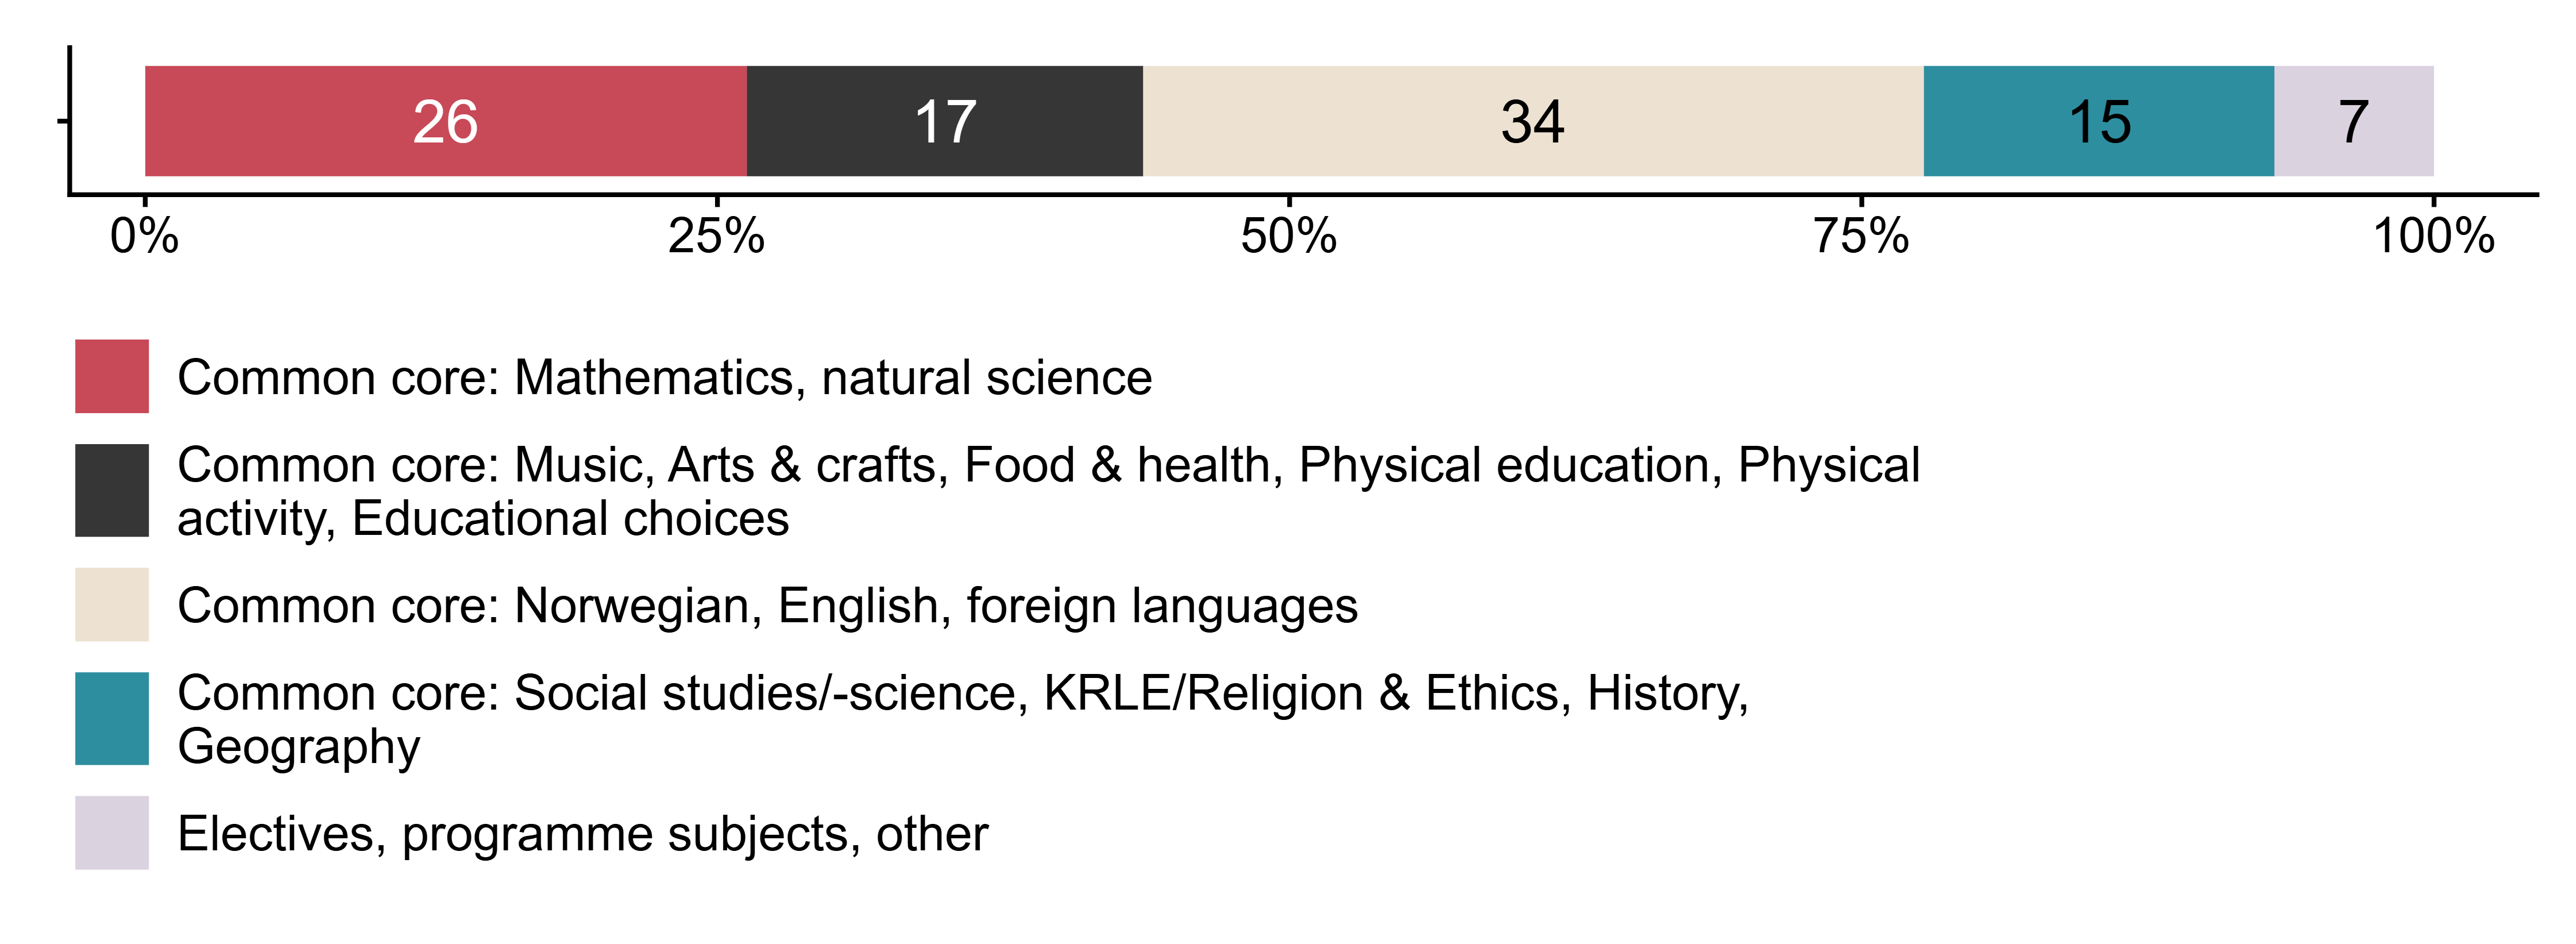 26 17 34 15 7
0% 25% 50% 75% 100%
Common core: Mathematics, natural science
Common core: Music, Arts & crafts, Food & health, Physical education, Physical
activity, Educational choices
Common core: Norwegian, English, foreign languages
Common core: Social studies/-science, KRLE/Religion & Ethics, History,
Geography
Electives, programme subjects, other